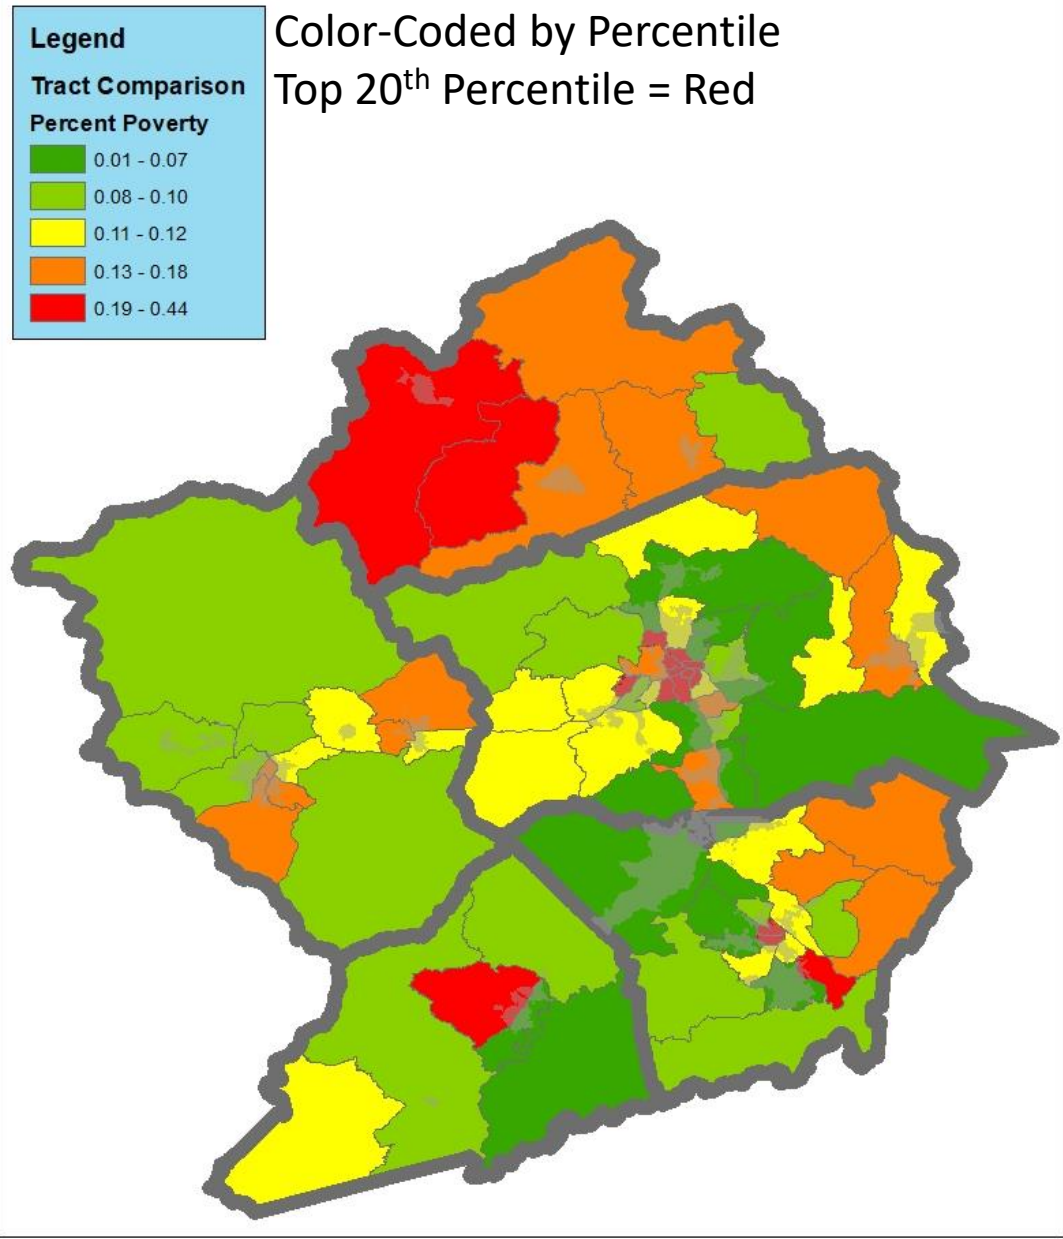 Color-Coded by Percentile
Top 20th Percentile = Red
Legend
Tract Comparison
Percent Poverty
0.01 - 0.07
0.08 - 0.10
0.11 - 0.12
0.13 - 0.18
0.19 - 0.44